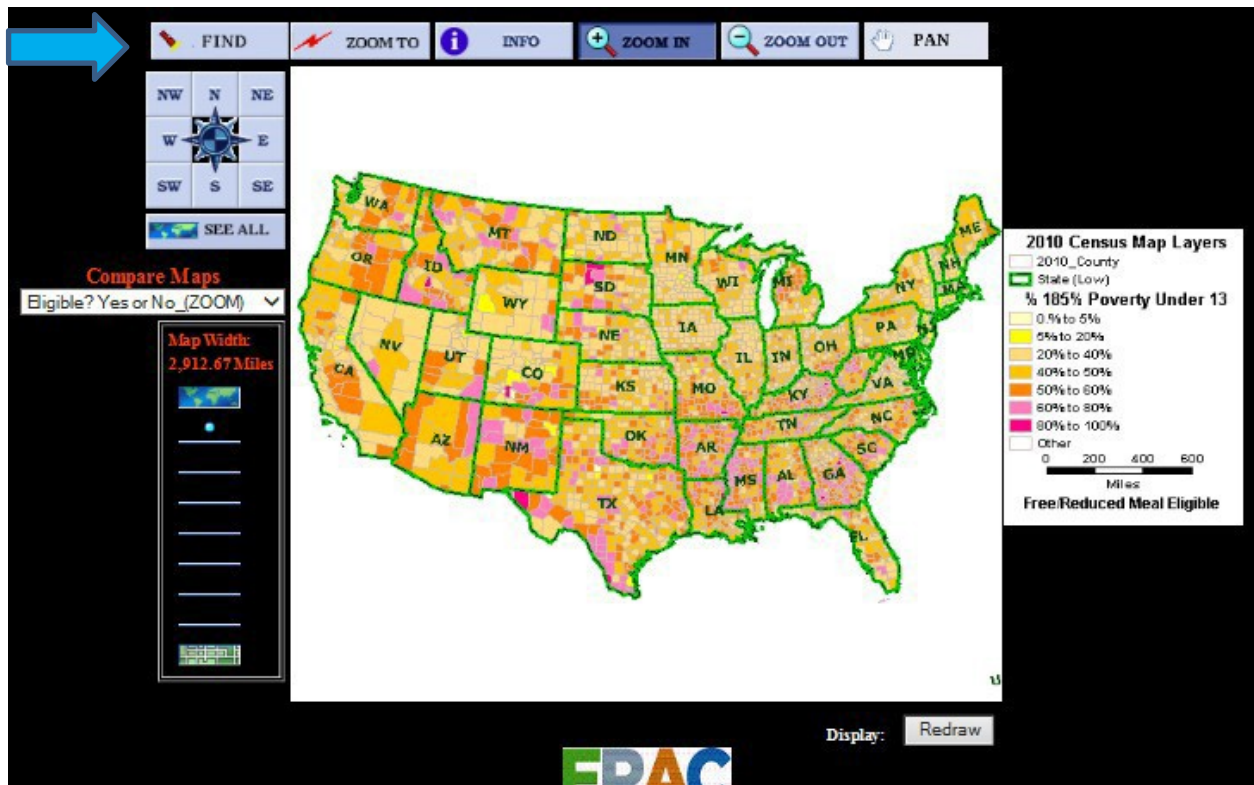 FIND
ZOOM TO
INFO
ZOOM IN
ZOOM OUT
PAN
NW N NE
W E
SW S SE
SEE ALL
Compare Maps
Eligible? Yes or No_(ZOOM)
Map Width:
2,912.67 Miles
WA
MT
ND
MN
ME
OR
ID
SD
WI
MI
NY
NH
MA
WY
NV
UT
NE
IA
PA
NJ
CA
CO
IL
IN
OH
MD
KS
MO
KY
VA
AZ
NM
OK
AR
TN
NC
SC
TX
LA
MS
AL
GA
FL
2010 Census Map Layers
2010_County
State (Low)
% 185% Poverty Under 13
0.% to 5%
5% to 20%
20% to 40%
40% to 50%
50% to 60%
60% to 80%
80% to 100%
Other
0 200 400 600
Miles
Free/Reduced Meal Eligible
Display:
Redraw